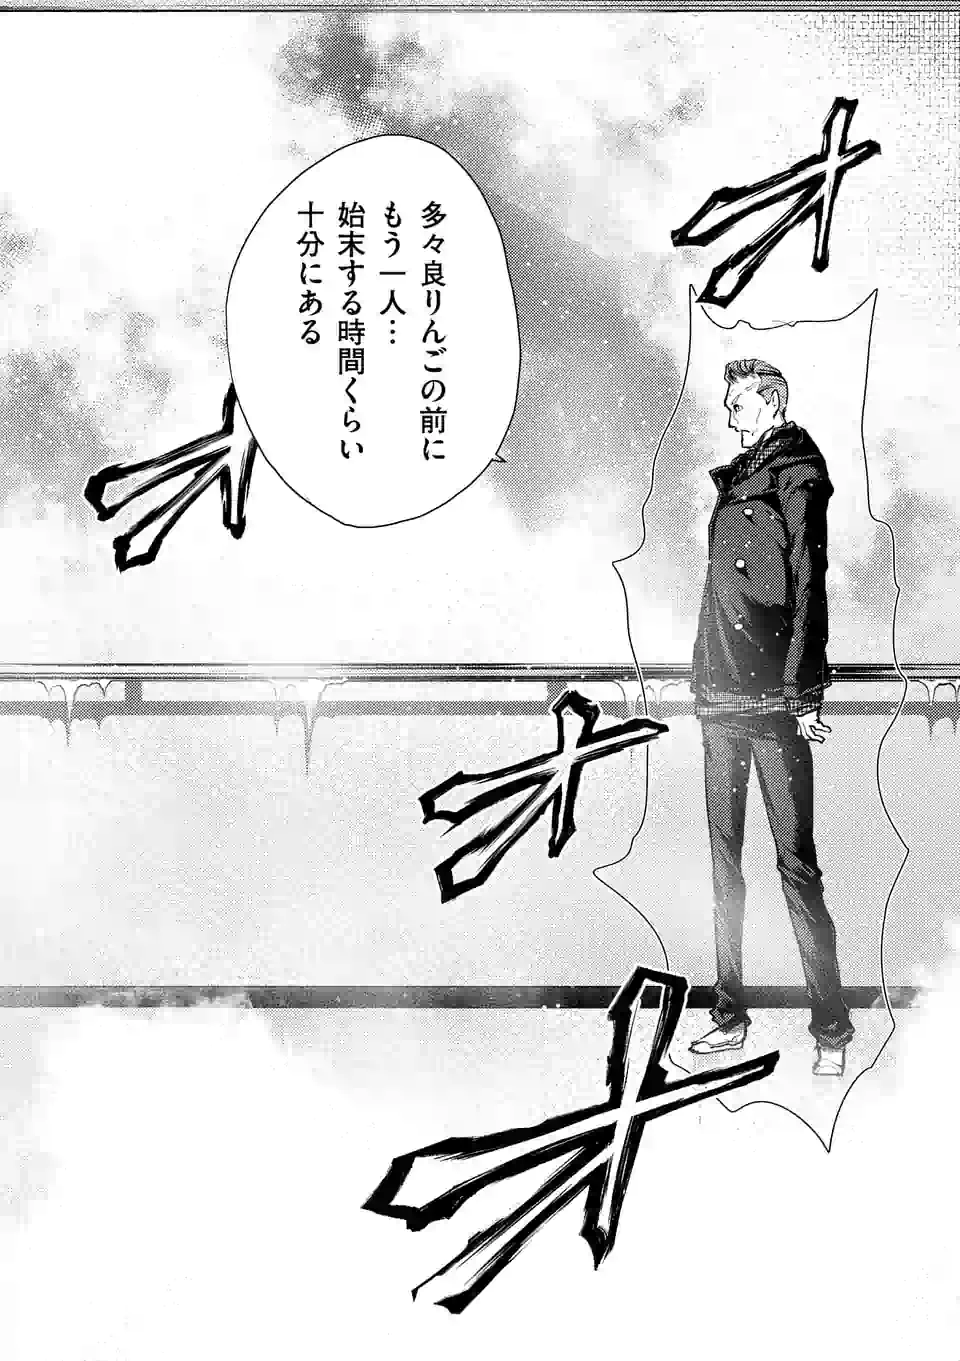 オ
オ
オ
オ
多々良りんごの前に
もう一人…
始末する時間くらい
十分にある